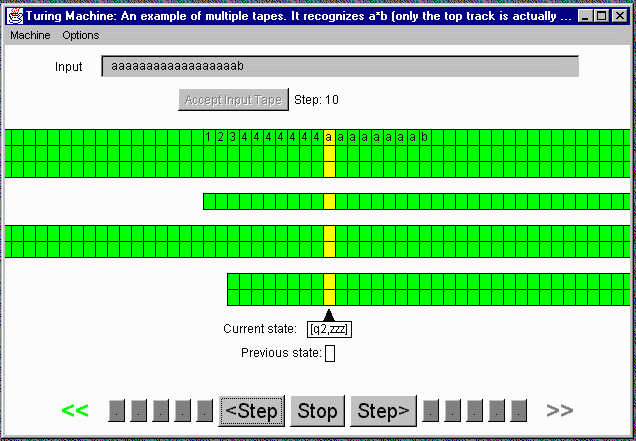 Turing Machine: An example of multiple tapes. It recognizes a*b (only the top track is actually ...
Machine Options
Input aaaaaaaaaaaaaaaaaab
Accept Input Tape Step: 10
1 2 3 4 4 4 4 4 4 4 a a a a a a a a b
Current state: [q2,zzz]
Previous state:
<< . . . . . <Step Stop Step> . . . . . >>